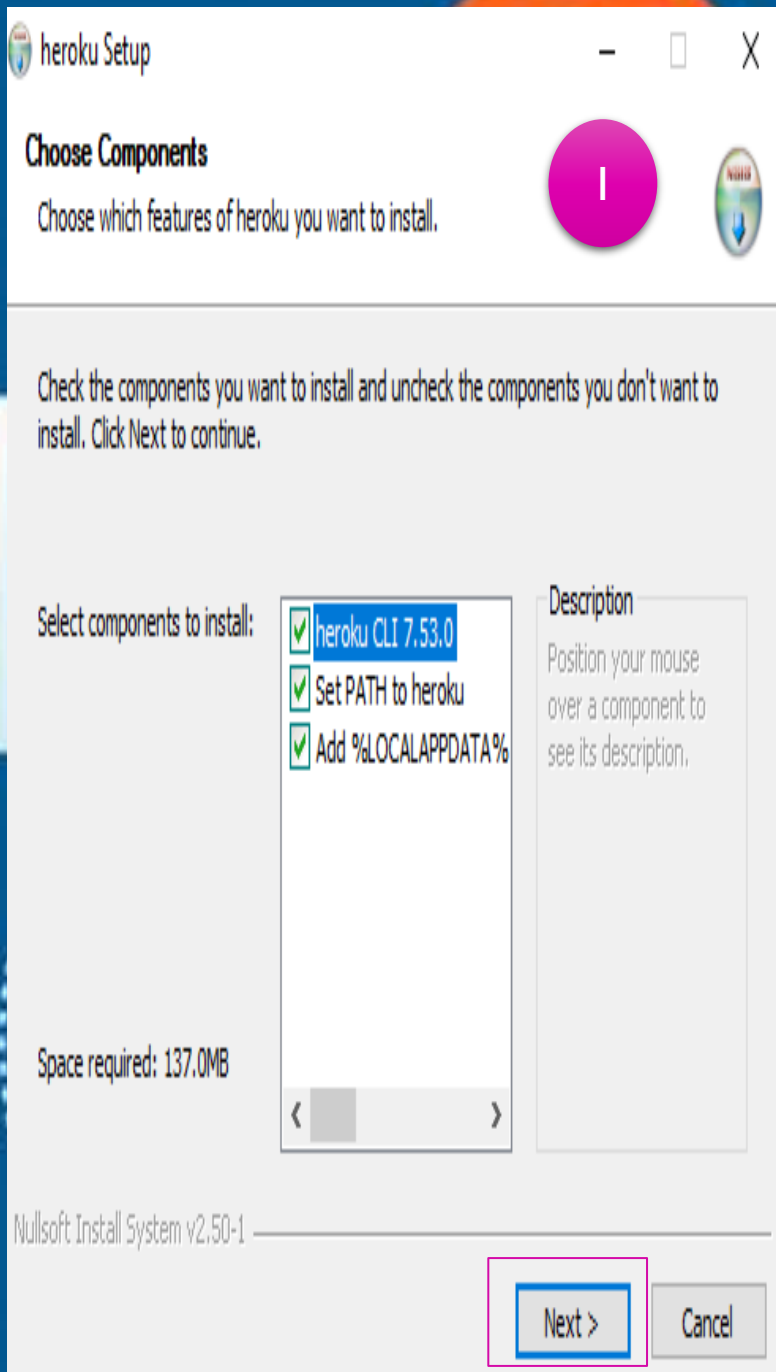 heroku Setup
Choose Components
Choose which features of heroku you want to install.
I
NSIS
Check the components you want to install and uncheck the components you don't want to
install. Click Next to continue.
Select components to install:
heroku CLI 7.53.0
Set PATH to heroku
Add %LOCALAPPDATA%
Description
Position your mouse
over a component to
see its description.
Space required: 137.0MB
Nullsoft Install System v2.50-1
Next >
Cancel